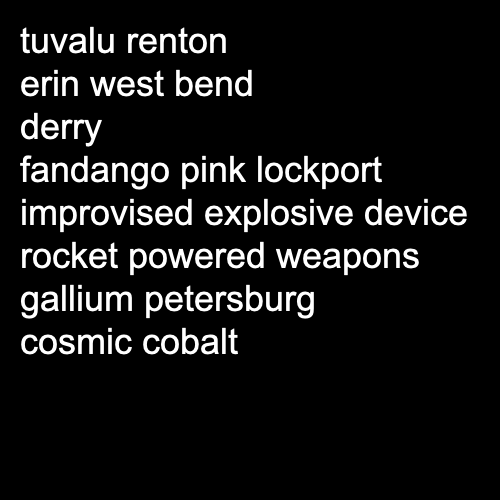 tuvalu renton
erin west bend
derry
fandango pink lockport
improvised explosive device
rocket powered weapons
gallium petersburg
cosmic cobalt